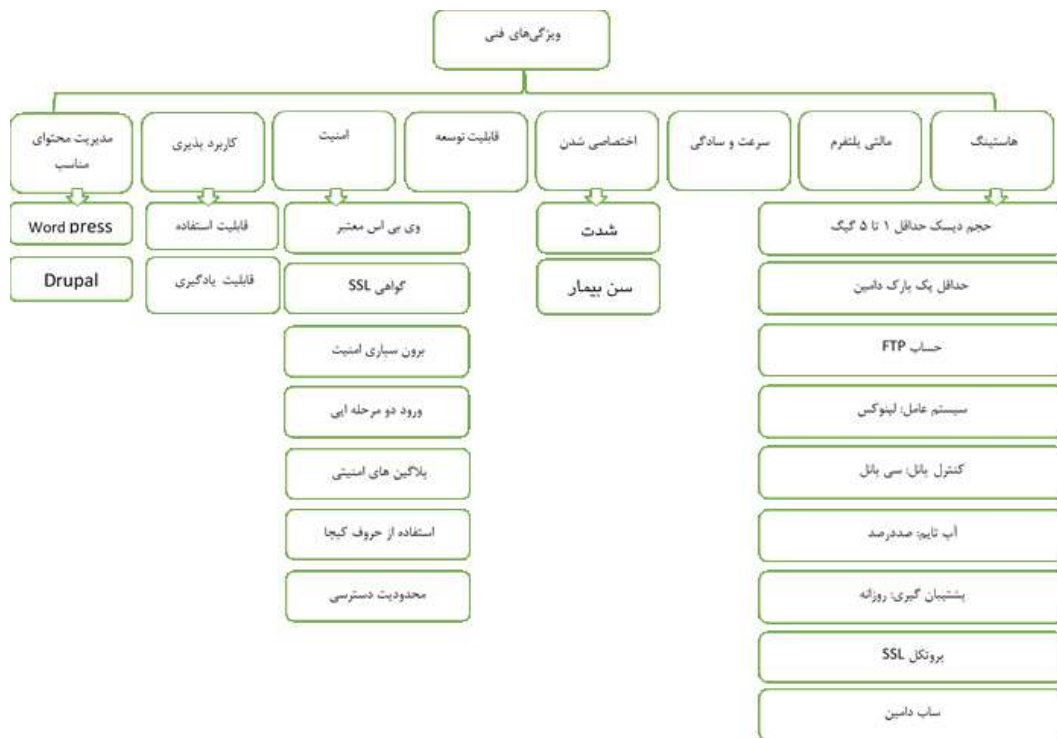 ویژگی‌های فنی
هاستینگ
مالتی پلتفرم
سرعت و سادگی
اختصاصی شدن
قابلیت توسعه
امنیت
کاربرد پذیری
مدیریت محتوای
مناسب
حجم دیسک حداقل ۱ تا ۵ گیگ
حداقل یک پارک دامین
حساب FTP
سیستم عامل: لینوکس
کنترل پانل: سی پانل
آپ تایم: صددرصد
پشتیبان گیری: روزانه
پروتکل SSL
ساب دامین
شدت
سن بیمار
وی پی اس معتبر
گواهی SSL
برون سپاری امنیت
ورود دو مرحله ایی
پلاگین های امنیتی
استفاده از حروف کپچا
محدودیت دسترسی
قابلیت استفاده
قابلیت یادگیری
Word press
Drupal